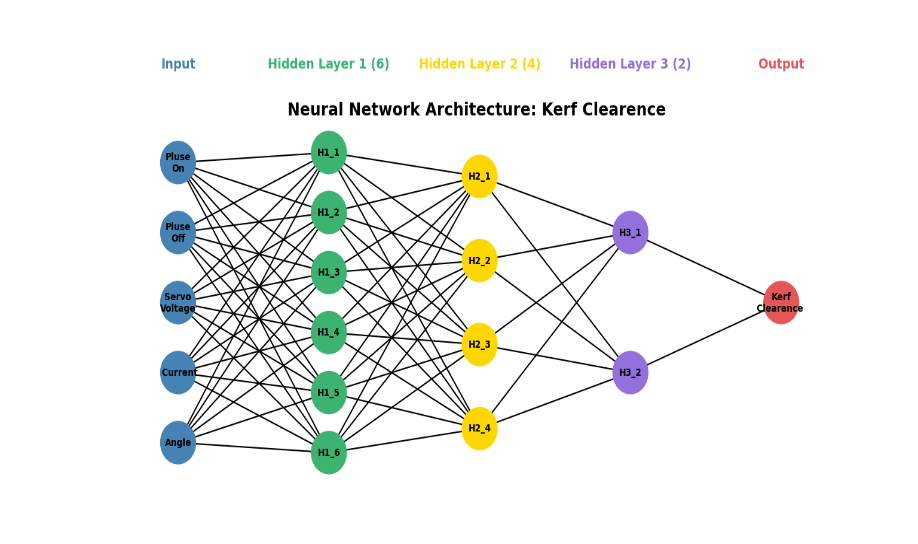 Input
Hidden Layer 1 (6)
Hidden Layer 2 (4)
Hidden Layer 3 (2)
Output
Neural Network Architecture: Kerf Clearence
Pluse
On
Pluse
Off
Servo
Voltage
Current
Angle
H1_1
H1_2
H1_3
H1_4
H1_5
H1_6
H2_1
H2_2
H2_3
H2_4
H3_1
H3_2
Kerf
Clearence